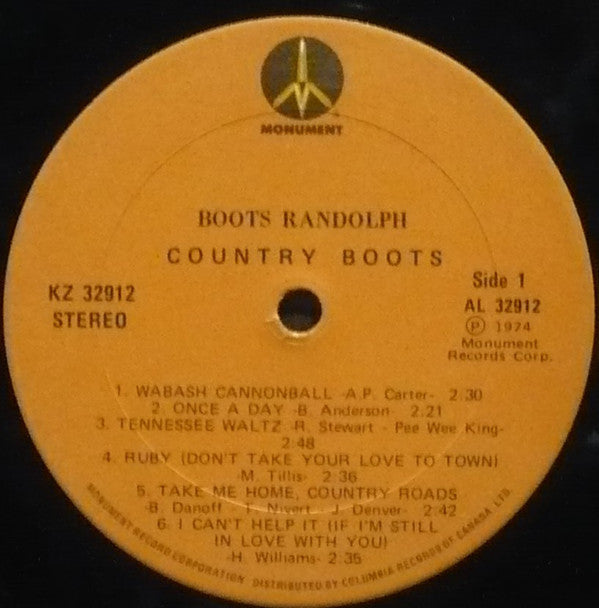 MONUMENT
BOOTS RANDOLPH
COUNTRY BOOTS
KZ 32912
STEREO
Side 1
AL 32912
Ⓟ 1974
Monument
Records Corp.
1. WABASH CANNONBALL -A.P. Carter- 2:30
2. ONCE A DAY -B. Anderson- 2:21
3. TENNESSEE WALTZ -R. Stewart - Pee Wee King-
2:48
4. RUBY (DON'T TAKE YOUR LOVE TO TOWN)
-M. Tillis- 2:36
5. TAKE ME HOME, COUNTRY ROADS
-B. Danoff - T. Nivert - J. Denver- 2:42
6. I CAN'T HELP IT (IF I'M STILL
IN LOVE WITH YOU)
-H. Williams- 2:35
MONUMENT RECORD CORPORATION DISTRIBUTED BY COLUMBIA RECORDS OF CANADA, LTD.